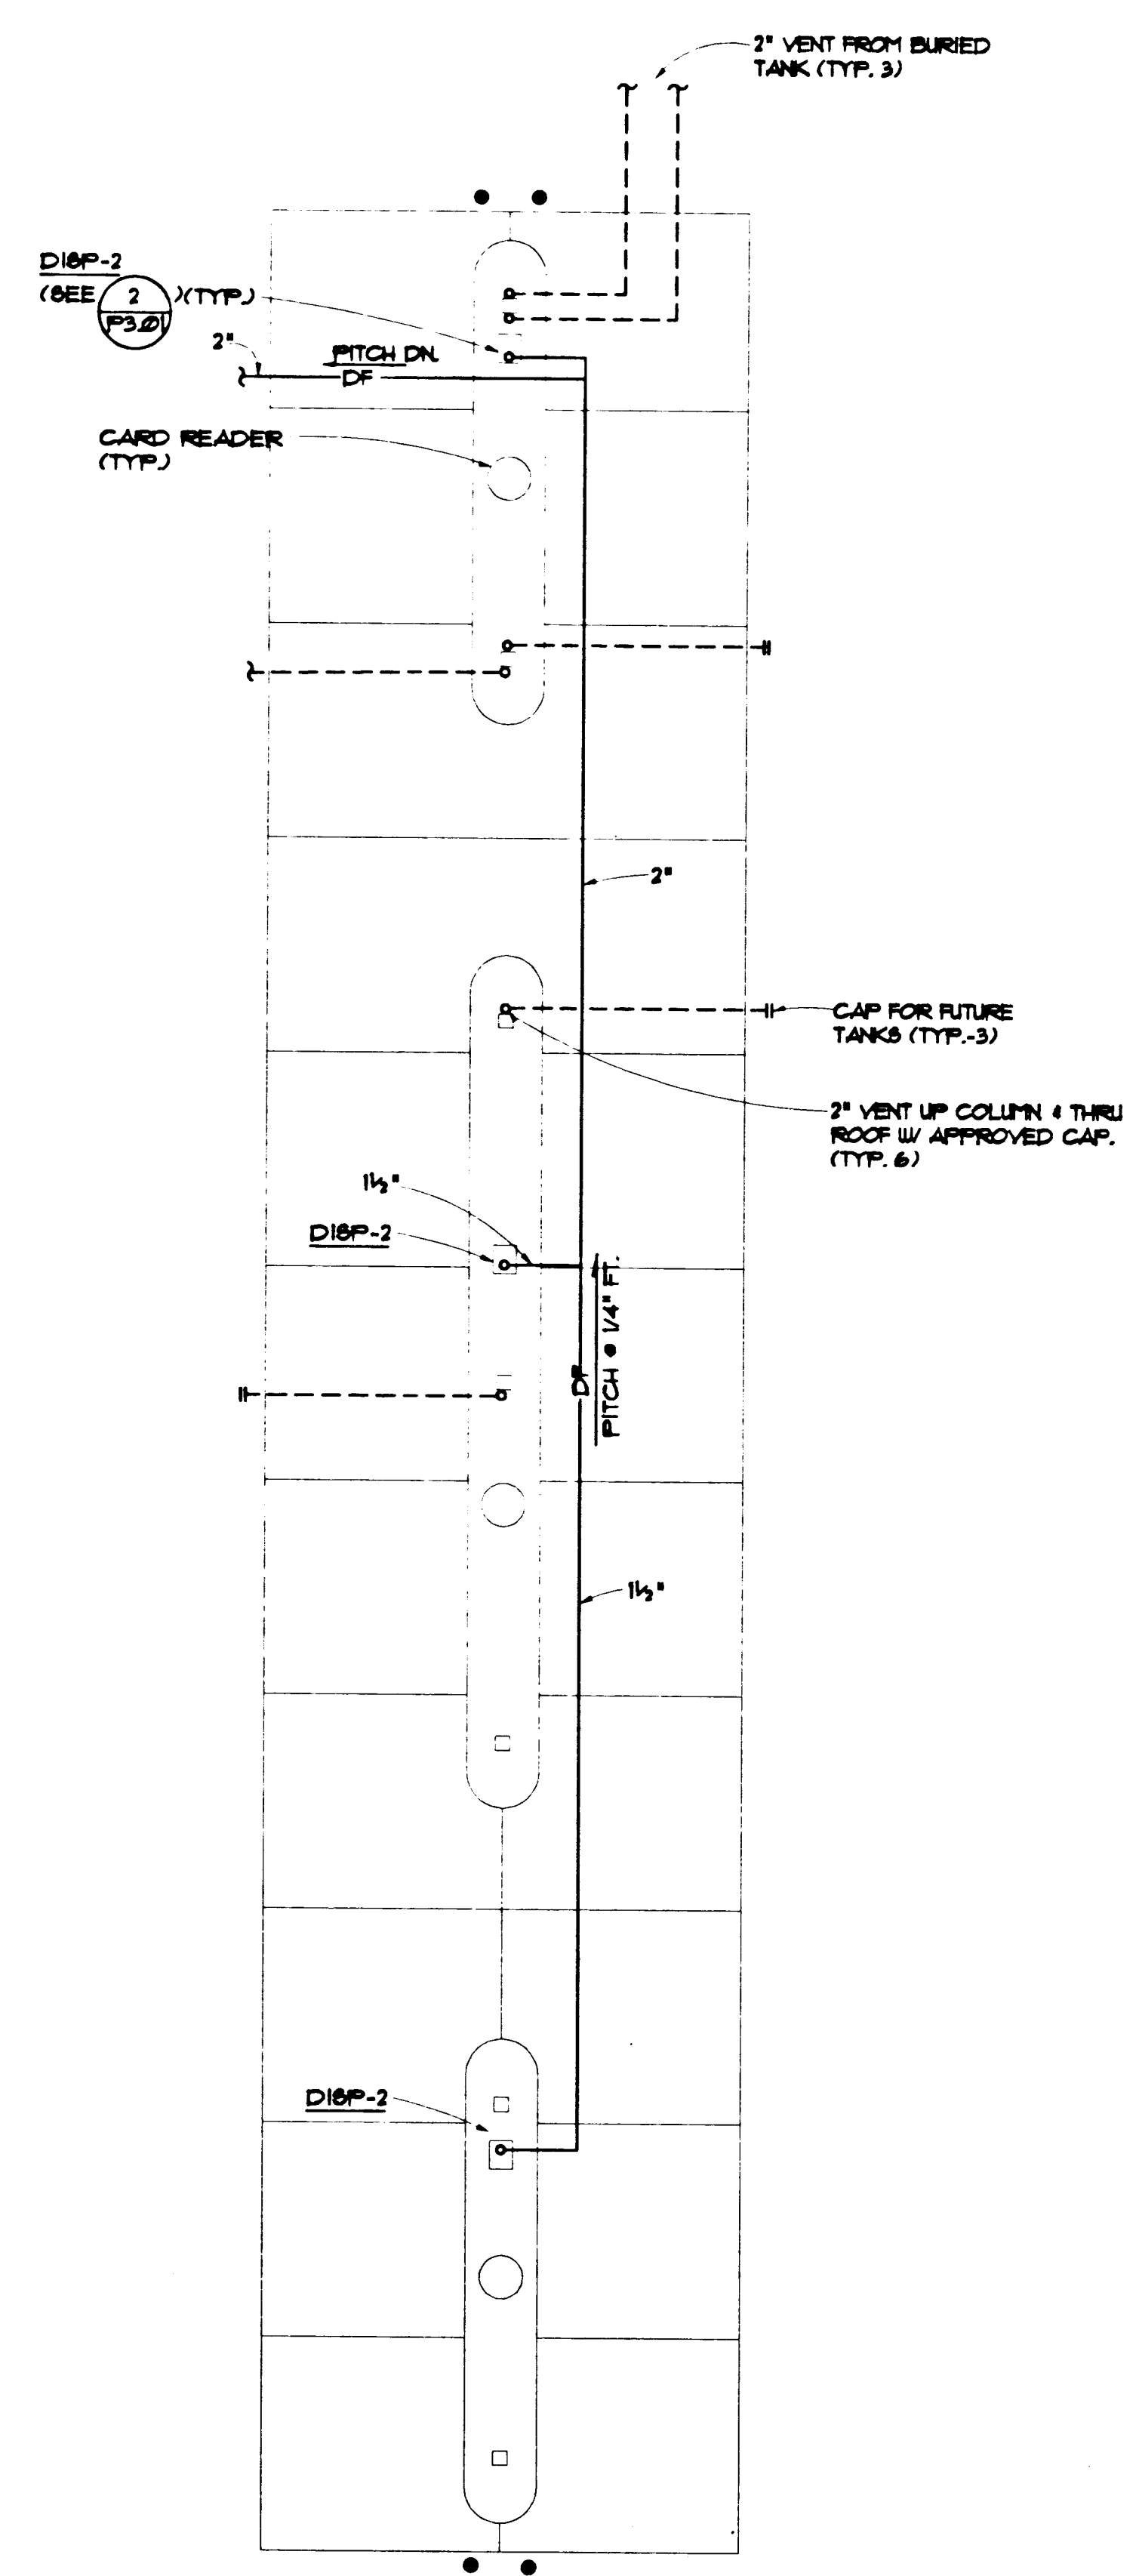 2" VENT FROM BURIED
TANK (TYP. 3)
DISP-2
(SEE 2 ) (TYP.)
P3.01
2"
PITCH DN.
DF
CARD READER
(TYP.)
2"
CAP FOR FUTURE
TANKS (TYP.-3)
2" VENT UP COLUMN & THRU
ROOF W/ APPROVED CAP.
(TYP. 6)
1½"
DISP-2
PITCH @ 1/4" FT.
DF
1½"
DISP-2